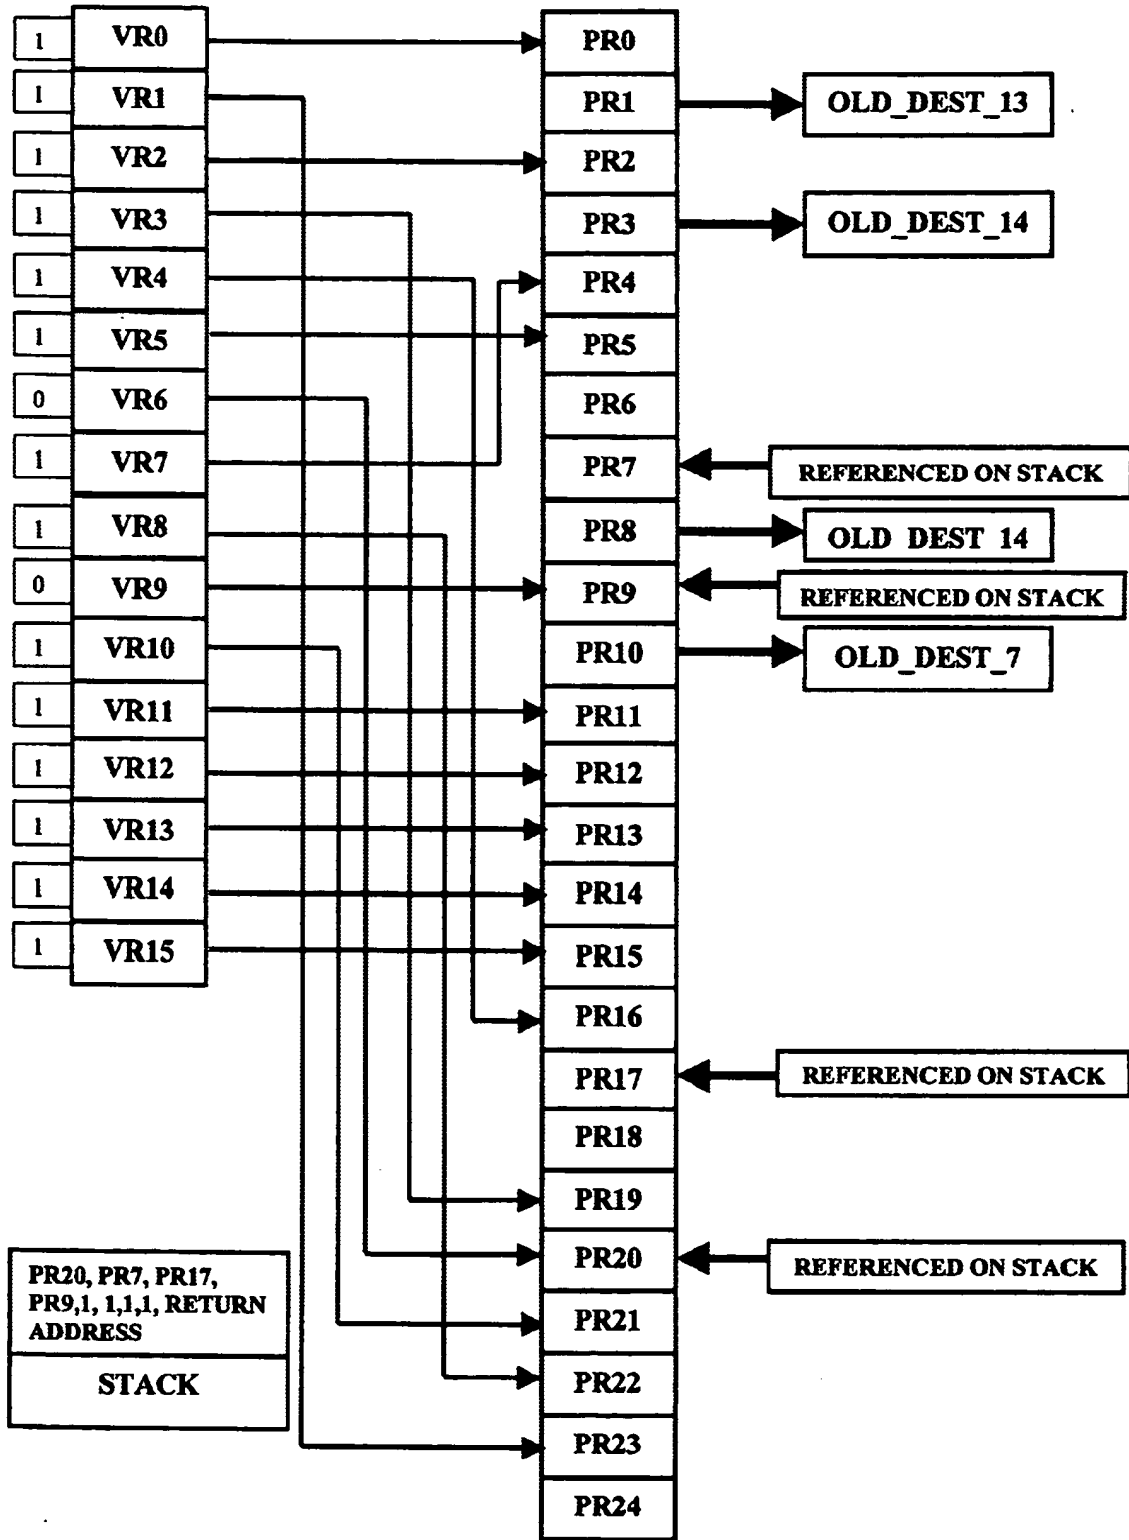 1 VR0 PR0
1 VR1 PR1 OLD_DEST_13
1 VR2 PR2
1 VR3 PR3 OLD_DEST_14
1 VR4 PR4
1 VR5 PR5
0 VR6 PR6
1 VR7 PR7 REFERENCED ON STACK
1 VR8 PR8 OLD DEST 14
0 VR9 PR9 REFERENCED ON STACK
1 VR10 PR10 OLD_DEST_7
1 VR11 PR11
1 VR12 PR12
1 VR13 PR13
1 VR14 PR14
1 VR15 PR15
PR16
PR17 REFERENCED ON STACK
PR18
PR19
PR20 REFERENCED ON STACK
PR21
PR22
PR23
PR24
PR20, PR7, PR17,
PR9,1, 1,1,1, RETURN
ADDRESS
STACK